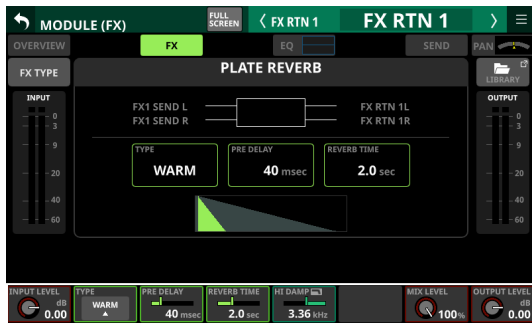 MODULE (FX)
FULL
SCREEN
FX RTN 1
FX RTN 1
OVERVIEW
FX
EQ
SEND
PAN
FX TYPE
PLATE REVERB
LIBRARY
INPUT
0
3
9
20
40
60
FX1 SEND L
FX1 SEND R
FX RTN 1L
FX RTN 1R
OUTPUT
0
3
9
20
40
60
TYPE
WARM
PRE DELAY
40 msec
REVERB TIME
2.0 sec
INPUT LEVEL
dB
0.00
TYPE
WARM
PRE DELAY
40 msec
REVERB TIME
2.0 sec
HI DAMP
3.36 kHz
MIX LEVEL
100%
OUTPUT LEVEL
dB
0.00